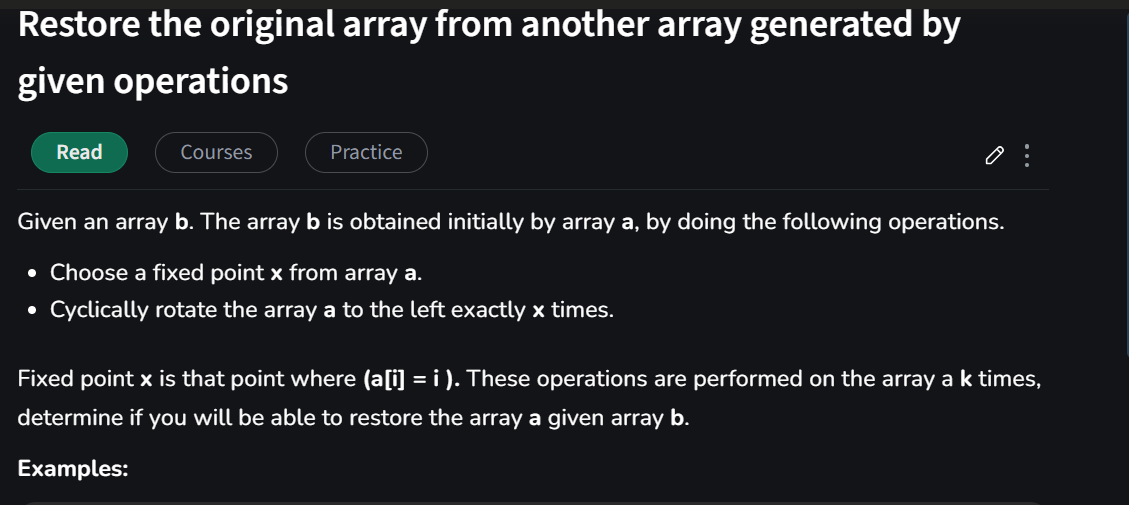 Restore the original array from another array generated by
given operations
Read
Courses
Practice
Given an array b. The array b is obtained initially by array a, by doing the following operations.
• Choose a fixed point x from array a.
• Cyclically rotate the array a to the left exactly x times.
Fixed point x is that point where (a[i] = i ). These operations are performed on the array a k times,
determine if you will be able to restore the array a given array b.
Examples: